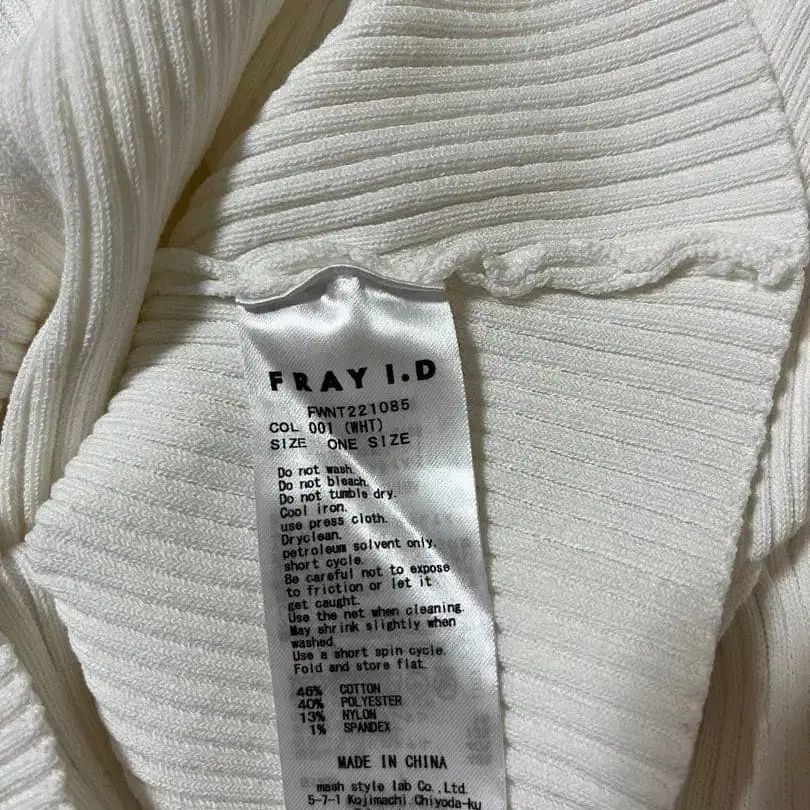 FRAY I.D
FWNT221085
COL 001 (WHT)
SIZE ONE SIZE
Do not wash.
Do not bleach.
Do not tumble dry.
Cool iron.
use press cloth.
Dryclean.
petroleum solvent only.
short cycle.
Be careful not to expose
to friction or let it
get caught.
Use the net when cleaning.
May shrink slightly when
washed.
Use a short spin cycle.
Fold and store flat.
46% COTTON
40% POLYESTER
13% NYLON
1% SPANDEX
MADE IN CHINA
mash style lab Co.,Ltd.
5-7-1 Kojimachi Chiyoda-ku